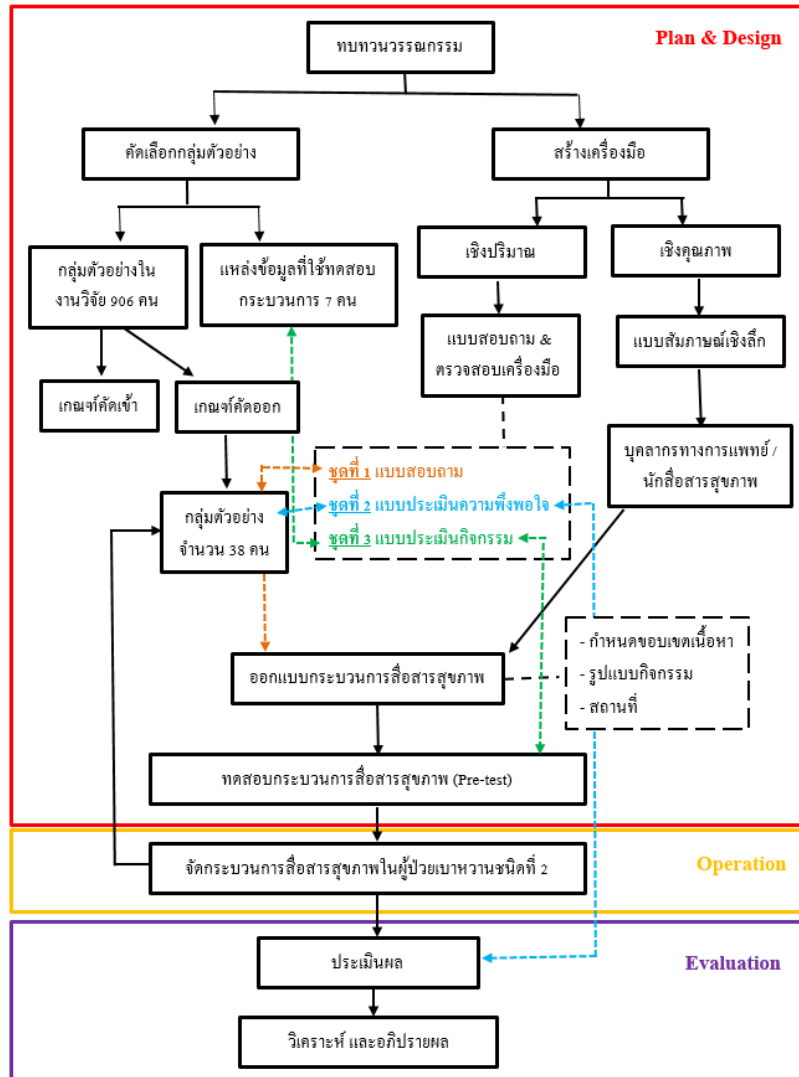 Plan & Design
ทบทวนวรรณกรรม
คัดเลือกกลุ่มตัวอย่าง
สร้างเครื่องมือ
กลุ่มตัวอย่างใน
งานวิจัย 906 คน
แหล่งข้อมูลที่ใช้ทดสอบ
กระบวนการ 7 คน
เชิงปริมาณ
เชิงคุณภาพ
แบบสอบถาม &
ตรวจสอบเครื่องมือ
แบบสัมภาษณ์เชิงลึก
เกณฑ์คัดเข้า
เกณฑ์คัดออก
บุคลากรทางการแพทย์ /
นักสื่อสารสุขภาพ
กลุ่มตัวอย่าง
จำนวน 38 คน
ชุดที่ 1 แบบสอบถาม
ชุดที่ 2 แบบประเมินความพึงพอใจ
ชุดที่ 3 แบบประเมินกิจกรรม
ออกแบบกระบวนการสื่อสารสุขภาพ
- กำหนดขอบเขตเนื้อหา
- รูปแบบกิจกรรม
- สถานที่
ทดสอบกระบวนการสื่อสารสุขภาพ (Pre-test)
จัดกระบวนการสื่อสารสุขภาพในผู้ป่วยเบาหวานชนิดที่ 2
Operation
ประเมินผล
Evaluation
วิเคราะห์ และอภิปรายผล